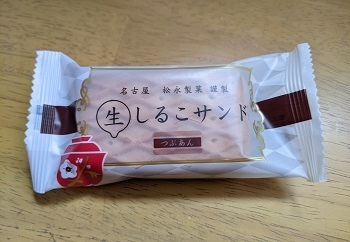 名古屋 松永製菓 謹製
生しるこサンド
つぶあん